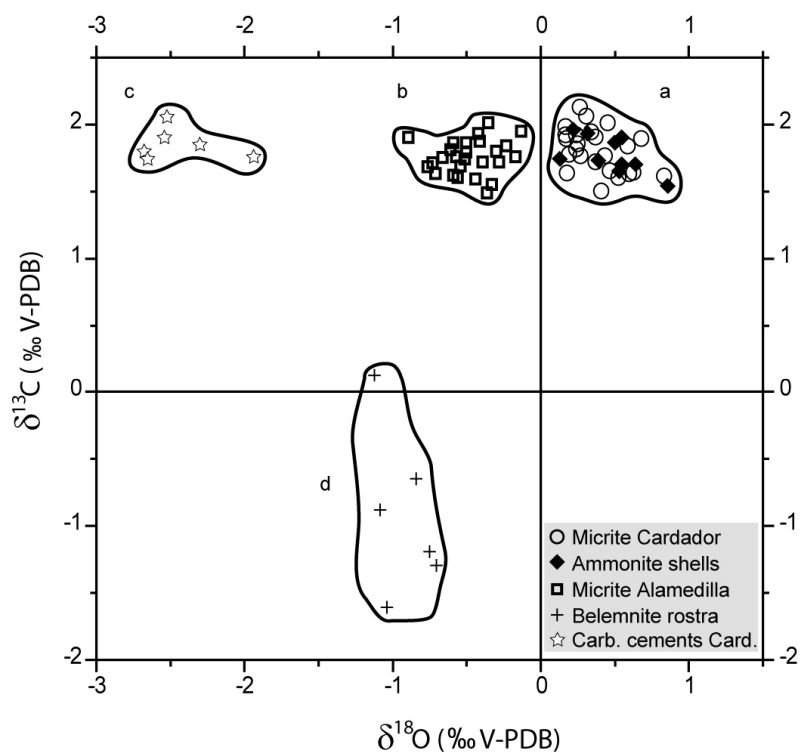 -3 -2 -1 0 1
c b a
2 2
1 1
0 0
d
-1 -1
-2 -2
-3 -2 -1 0 1
δ¹³C ( ‰ V-PDB)
δ¹⁸O (‰ V-PDB)
Micrite Cardador
Ammonite shells
Micrite Alamedilla
Belemnite rostra
Carb. cements Card.